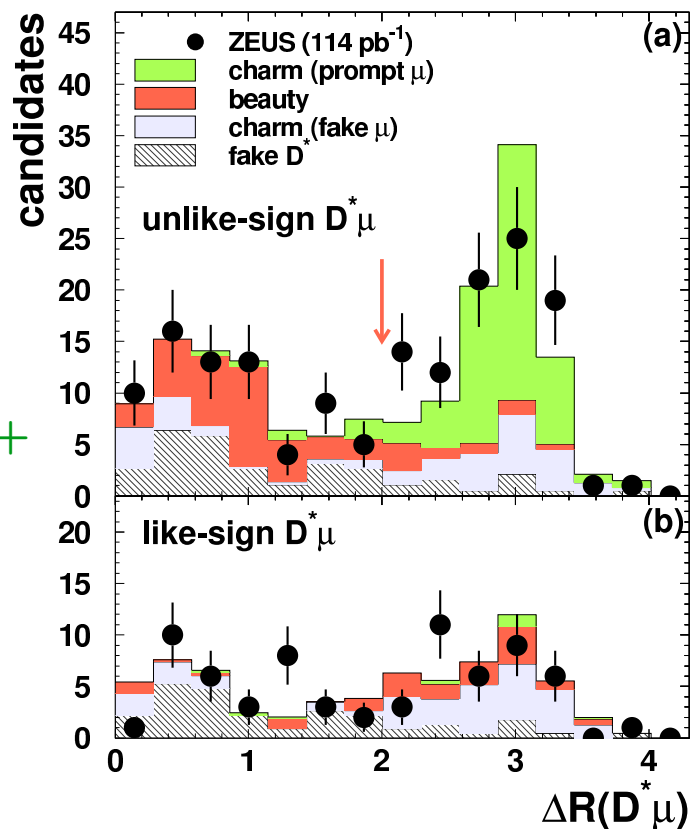 (a)
ZEUS (114 pb⁻¹)
charm (prompt μ)
beauty
charm (fake μ)
fake D*
unlike-sign D*μ
candidates
45
40
35
30
25
20
15
10
5
0
(b)
like-sign D*μ
20
15
10
5
0
0 1 2 3 4
ΔR(D*μ)